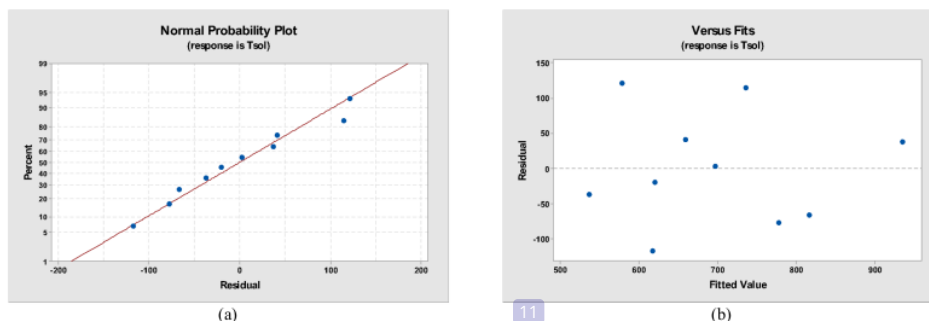 Normal Probability Plot
(response is Tsol)
99
95
90
80
70
60
50
40
30
20
10
5
1
Percent
-200 -100 0 100 200
Residual
(a)
Versus Fits
(response is Tsol)
150
100
50
0
-50
-100
Residual
500 600 700 800 900
Fitted Value
11
(b)